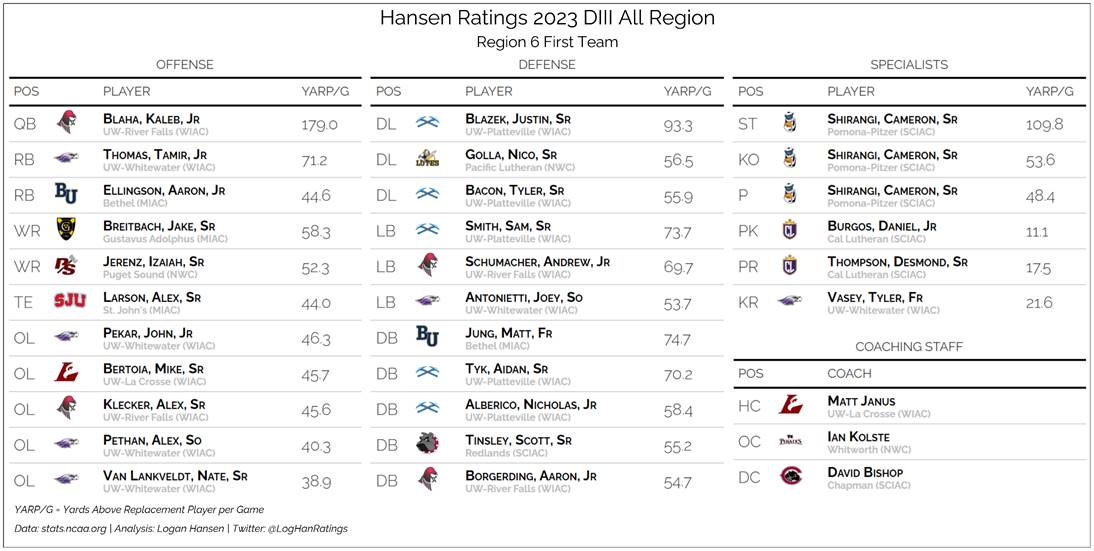 Hansen Ratings 2023 DIII All Region
Region 6 First Team
OFFENSE
POS PLAYER YARP/G
QB BLAHA, KALEB, JR 179.0
UW-River Falls (WIAC)
RB THOMAS, TAMIR, JR 71.2
UW-Whitewater (WIAC)
RB BU ELLINGSON, AARON, JR 44.6
Bethel (MIAC)
WR BREITBACH, JAKE, SR 58.3
Gustavus Adolphus (MIAC)
WR JERENZ, IZAIAH, SR 52.3
Puget Sound (NWC)
TE SJU LARSON, ALEX, SR 44.0
St. John's (MIAC)
OL PEKAR, JOHN, JR 46.3
UW-Whitewater (WIAC)
OL L BERTOIA, MIKE, SR 45.7
UW-La Crosse (WIAC)
OL KLECKER, ALEX, SR 45.6
UW-River Falls (WIAC)
OL PETHAN, ALEX, SO 40.3
UW-Whitewater (WIAC)
OL VAN LANKVELDT, NATE, SR 38.9
UW-Whitewater (WIAC)
DEFENSE
POS PLAYER YARP/G
DL BLAZEK, JUSTIN, SR 93.3
UW-Platteville (WIAC)
DL LUTES GOLLA, NICO, SR 56.5
Pacific Lutheran (NWC)
DL BACON, TYLER, SR 55.9
UW-Platteville (WIAC)
LB SMITH, SAM, SR 73.7
UW-Platteville (WIAC)
LB SCHUMACHER, ANDREW, JR 69.7
UW-River Falls (WIAC)
LB ANTONIETTI, JOEY, SO 53.7
UW-Whitewater (WIAC)
DB BU JUNG, MATT, FR 74.7
Bethel (MIAC)
DB TYK, AIDAN, SR 70.2
UW-Platteville (WIAC)
DB ALBERICO, NICHOLAS, JR 58.4
UW-Platteville (WIAC)
DB TINSLEY, SCOTT, SR 55.2
Redlands (SCIAC)
DB BORGERDING, AARON, JR 54.7
UW-River Falls (WIAC)
SPECIALISTS
POS PLAYER YARP/G
ST SHIRANGI, CAMERON, SR 109.8
Pomona-Pitzer (SCIAC)
KO SHIRANGI, CAMERON, SR 53.6
Pomona-Pitzer (SCIAC)
P SHIRANGI, CAMERON, SR 48.4
Pomona-Pitzer (SCIAC)
PK CL BURGOS, DANIEL, JR 11.1
Cal Lutheran (SCIAC)
PR CL THOMPSON, DESMOND, SR 17.5
Cal Lutheran (SCIAC)
KR VASEY, TYLER, FR 21.6
UW-Whitewater (WIAC)
COACHING STAFF
POS COACH
HC L MATT JANUS
UW-La Crosse (WIAC)
OC PIRATES IAN KOLSTE
Whitworth (NWC)
DC DAVID BISHOP
Chapman (SCIAC)
YARP/G = Yards Above Replacement Player per Game
Data: stats.ncaa.org | Analysis: Logan Hansen | Twitter: @LogHanRatings